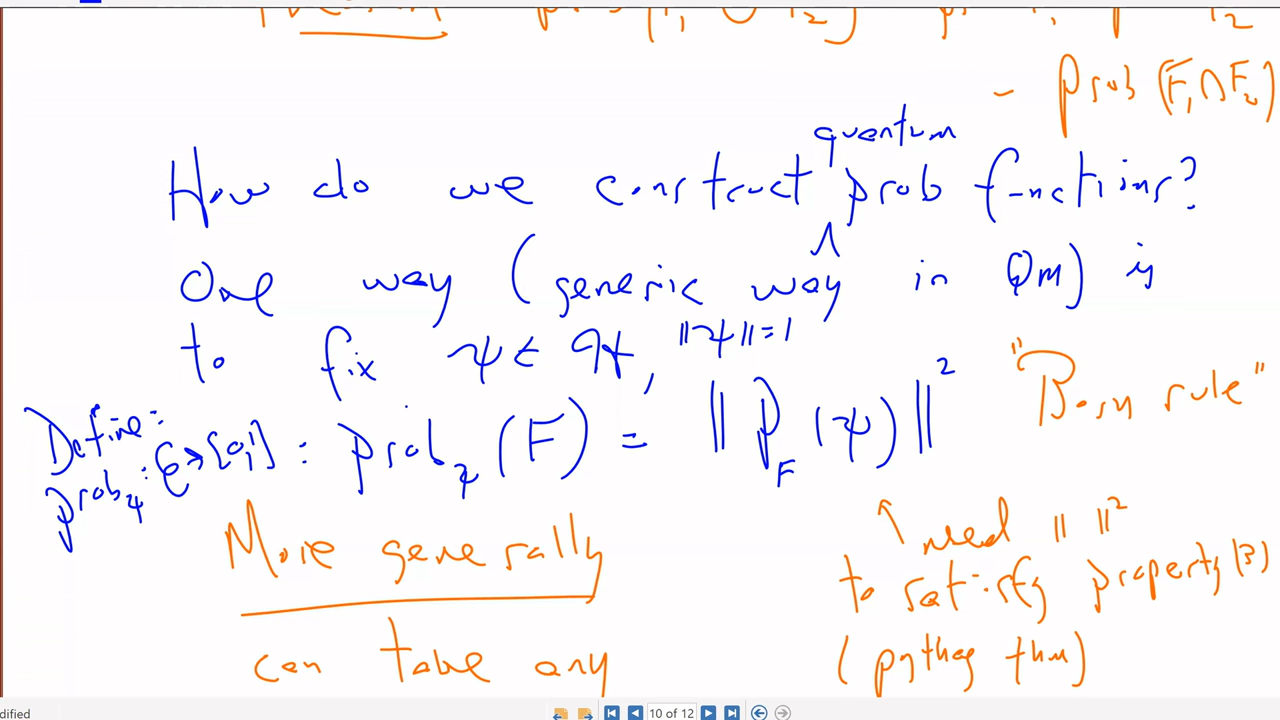 - prob (F₁∩F₂)
quantum
How do we construct prob functions?
One way (generic way in QM) is
to fix ψ ∈ H, ||ψ||=1
"Born rule"
Define: prob_ψ : E→[0,1] : prob_ψ (F) = || P_F (ψ) ||²
↑ need || ||²
to satisfy property (3)
(pythag thm)
More generally
can take any
10 of 12
dified